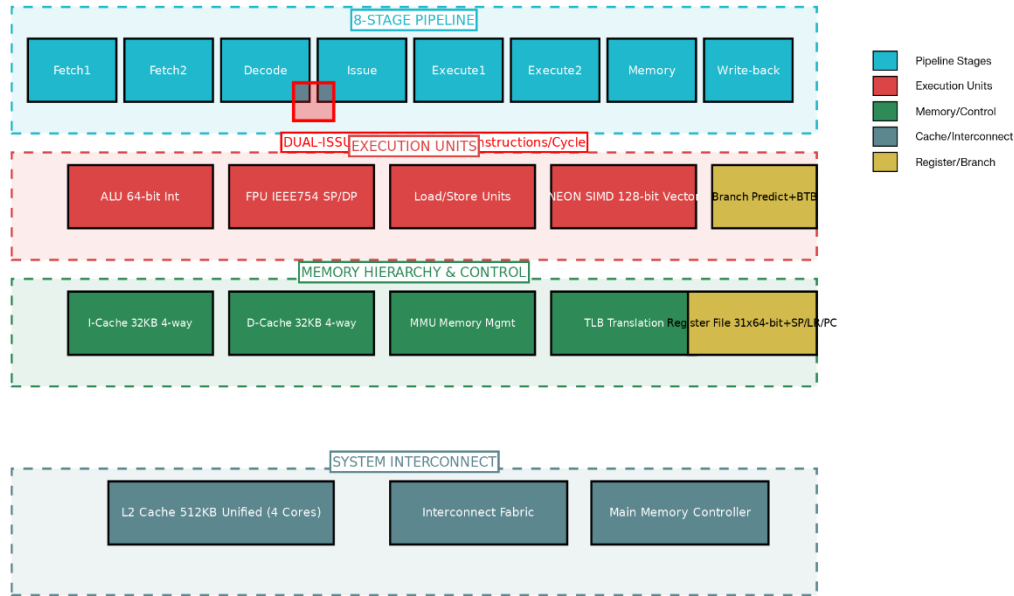 8-STAGE PIPELINE
Fetch1
Fetch2
Decode
Issue
Execute1
Execute2
Memory
Write-back
DUAL-ISSU
nstructions/Cycle
EXECUTION UNITS
ALU 64-bit Int
FPU IEEE754 SP/DP
Load/Store Units
NEON SIMD 128-bit Vector
Branch Predict+BTB
MEMORY HIERARCHY & CONTROL
I-Cache 32KB 4-way
D-Cache 32KB 4-way
MMU Memory Mgmt
TLB Translation
Register File 31x64-bit+SP/LR/PC
SYSTEM INTERCONNECT
L2 Cache 512KB Unified (4 Cores)
Interconnect Fabric
Main Memory Controller
Pipeline Stages
Execution Units
Memory/Control
Cache/Interconnect
Register/Branch